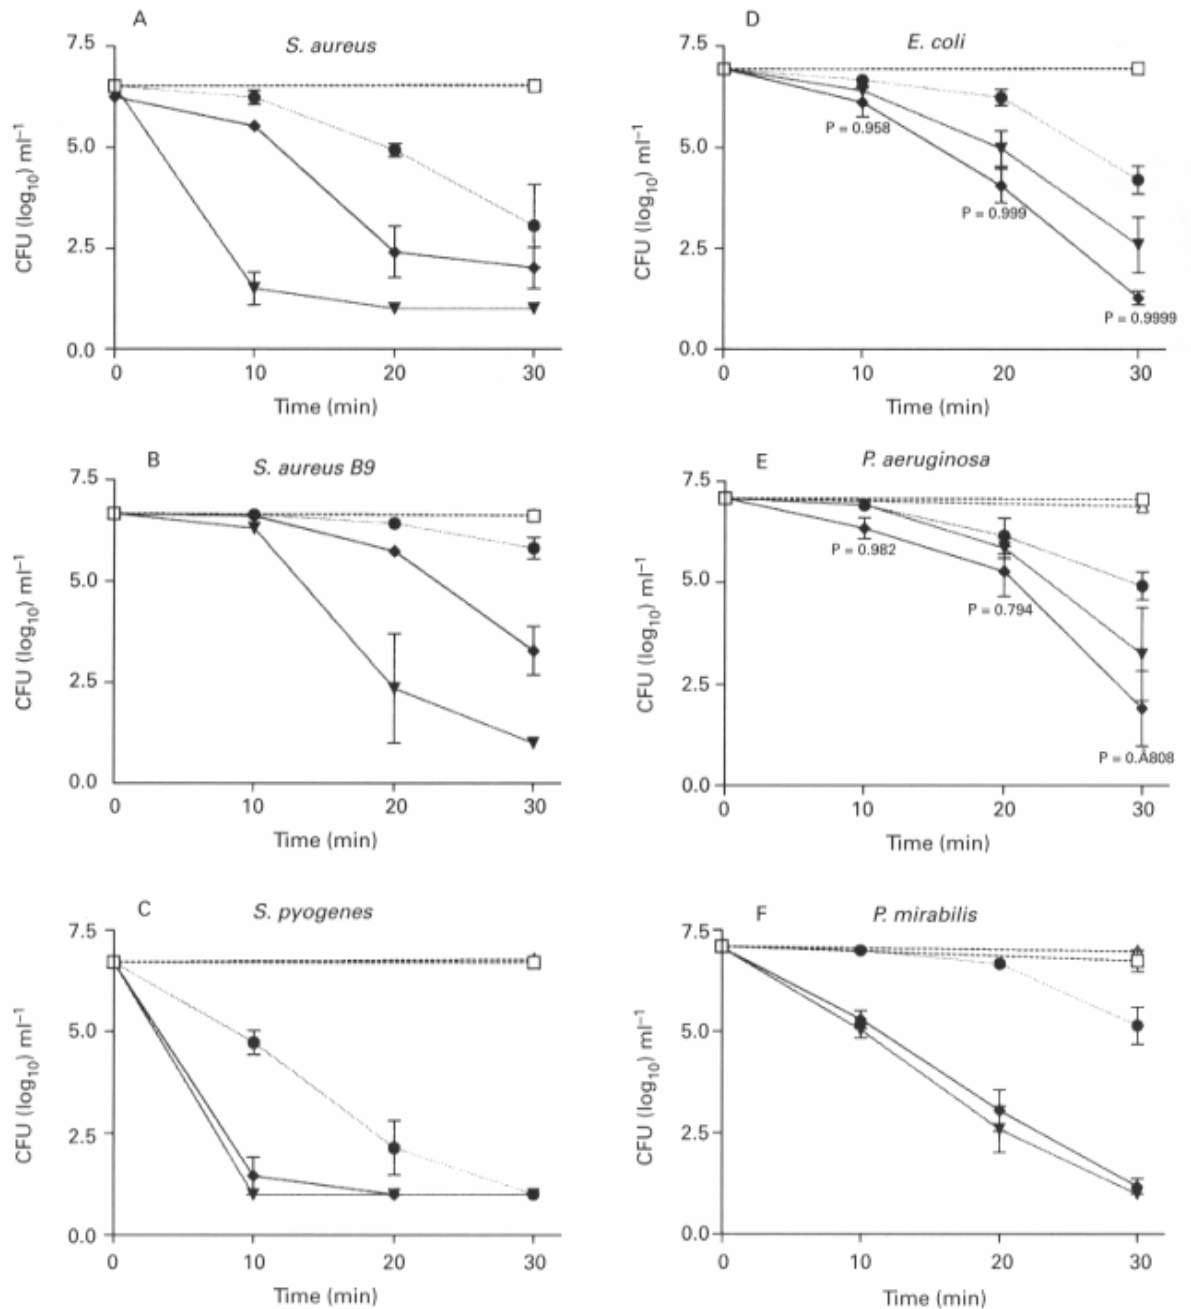 A
S. aureus
7.5
5.0
2.5
0.0
CFU (log10) ml−1
0 10 20 30
Time (min)
B
S. aureus B9
7.5
5.0
2.5
0.0
CFU (log10) ml−1
0 10 20 30
Time (min)
C
S. pyogenes
7.5
5.0
2.5
0.0
CFU (log10) ml−1
0 10 20 30
Time (min)
D
E. coli
7.5
5.0
2.5
0.0
CFU (log10) ml−1
P = 0.958
P = 0.999
P = 0.9999
0 10 20 30
Time (min)
E
P. aeruginosa
7.5
5.0
2.5
0.0
CFU (log10) ml−1
P = 0.982
P = 0.794
P = 0.A808
0 10 20 30
Time (min)
F
P. mirabilis
7.5
5.0
2.5
0.0
CFU (log10) ml−1
0 10 20 30
Time (min)